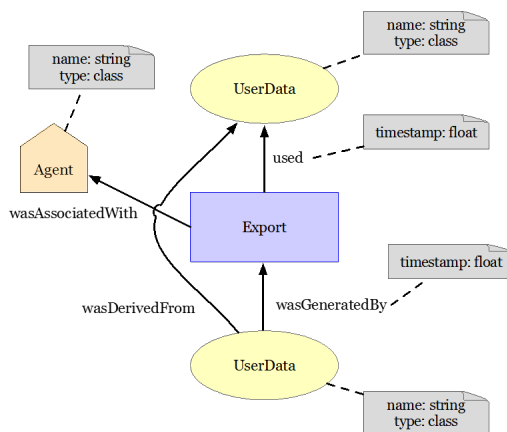 name: string
type: class
name: string
type: class
UserData
timestamp: float
used
Agent
wasAssociatedWith
Export
timestamp: float
wasDerivedFrom
wasGeneratedBy
UserData
name: string
type: class